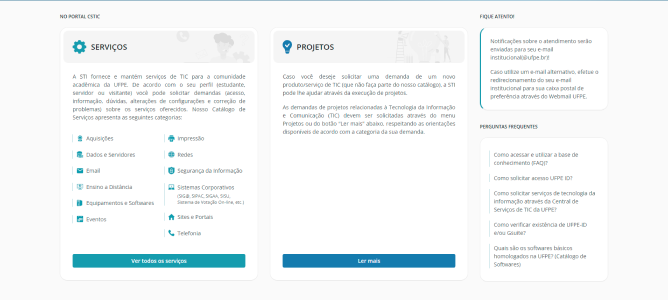 NO PORTAL CSTIC
SERVIÇOS
A STI fornece e mantém serviços de TIC para a comunidade
acadêmica da UFPE. De acordo com o seu perfil (estudante,
servidor ou visitante) você pode solicitar demandas (acesso,
informação, dúvidas, alterações de configurações e correção de
problemas) sobre os serviços oferecidos. Nosso Catálogo de
Serviços apresenta as seguintes categorias:
Aquisições
Dados e Servidores
Email
Ensino a Distância
Equipamentos e Softwares
Eventos
Impressão
Redes
Segurança da Informação
Sistemas Corporativos
(SIG@, SIPAC, SIGAA, SISU,
Sistema de Votação On-line, etc.)
Sites e Portais
Telefonia
Ver todos os serviços
PROJETOS
Caso você deseje solicitar uma demanda de um novo
produto/serviço de TIC (que não faça parte do nosso catálogo), a STI
pode lhe ajudar através da execução de projetos.
As demandas de projetos relacionadas à Tecnologia da Informação
e Comunicação (TIC) devem ser solicitadas através do menu
Projetos ou do botão "Ler mais" abaixo, respeitando as orientações
disponíveis de acordo com a categoria da sua demanda.
Ler mais
FIQUE ATENTO!
Notificações sobre o atendimento serão
enviadas para seu e-mail
institucional(@ufpe.br)!
Caso utilize um e-mail alternativo, efetue o
redirecionamento do seu e-mail
institucional para sua caixa postal de
preferência através do Webmail UFPE.
PERGUNTAS FREQUENTES
Como acessar e utilizar a base de
conhecimento (FAQ)?
Como solicitar acesso UFPE ID?
Como solicitar serviços de tecnologia da
informação através da Central de
Serviços de TIC da UFPE?
Como verificar existência de UFPE-ID
e/ou Gsuite?
Quais são os softwares básicos
homologados na UFPE? (Catálogo de
Softwares)